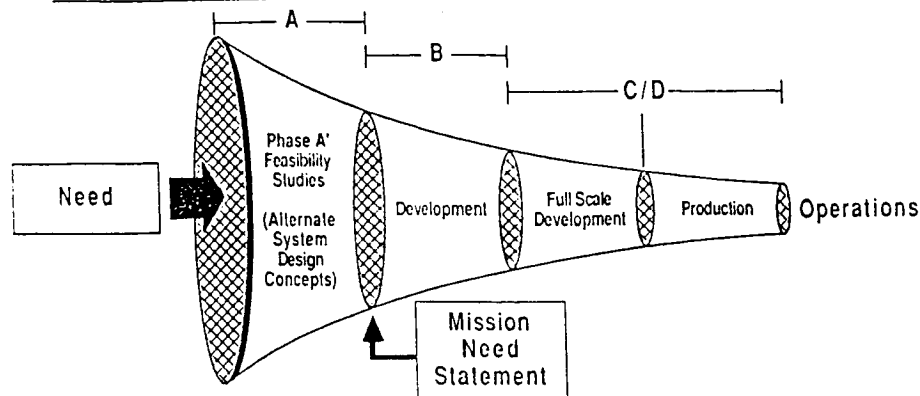 A
B
C/D
Need
Phase A'
Feasibility
Studies
(Alternate
System
Design
Concepts)
Development
Full Scale
Development
Production
Operations
Mission
Need
Statement